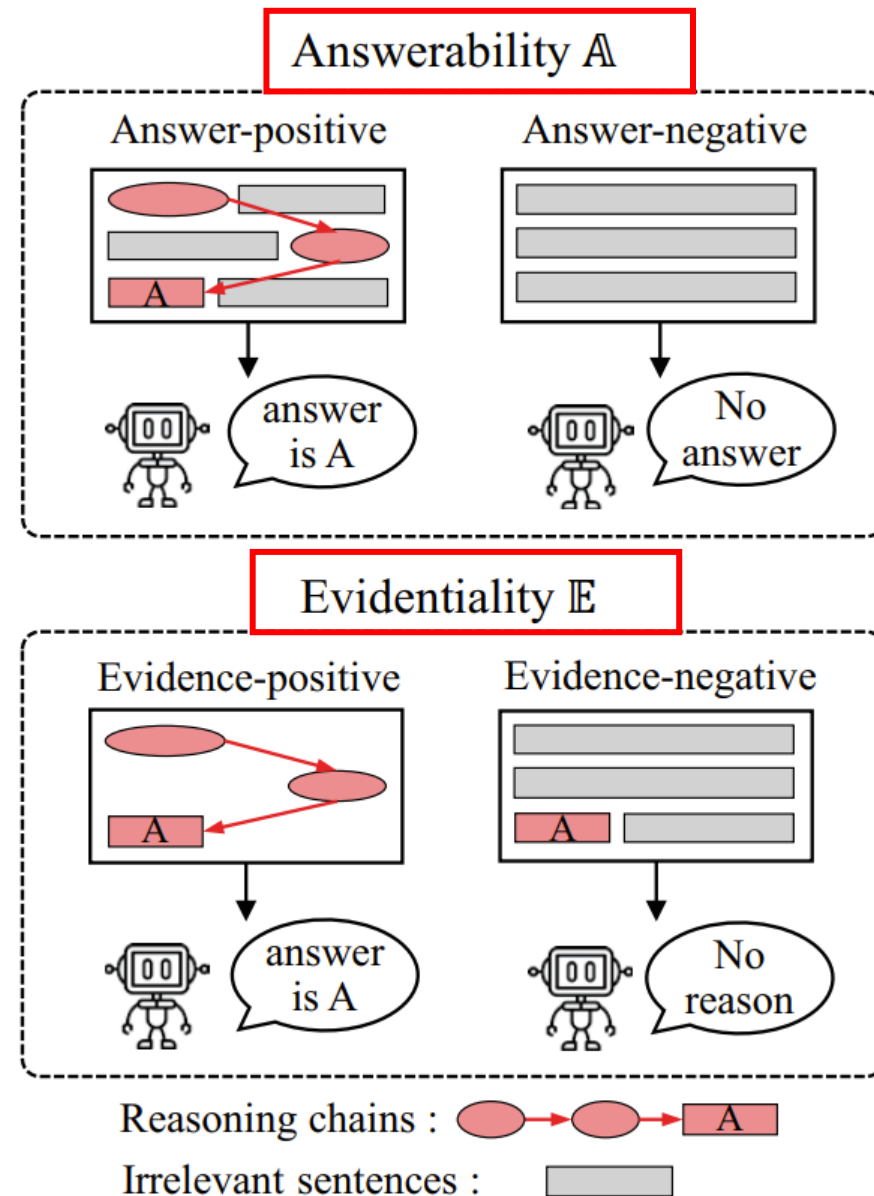 Answerability 𝔸
Answer-positive Answer-negative
A
answer
is A
No
answer
Evidentiality 𝔼
Evidence-positive Evidence-negative
A
A
answer
is A
No
reason
Reasoning chains : A
Irrelevant sentences :